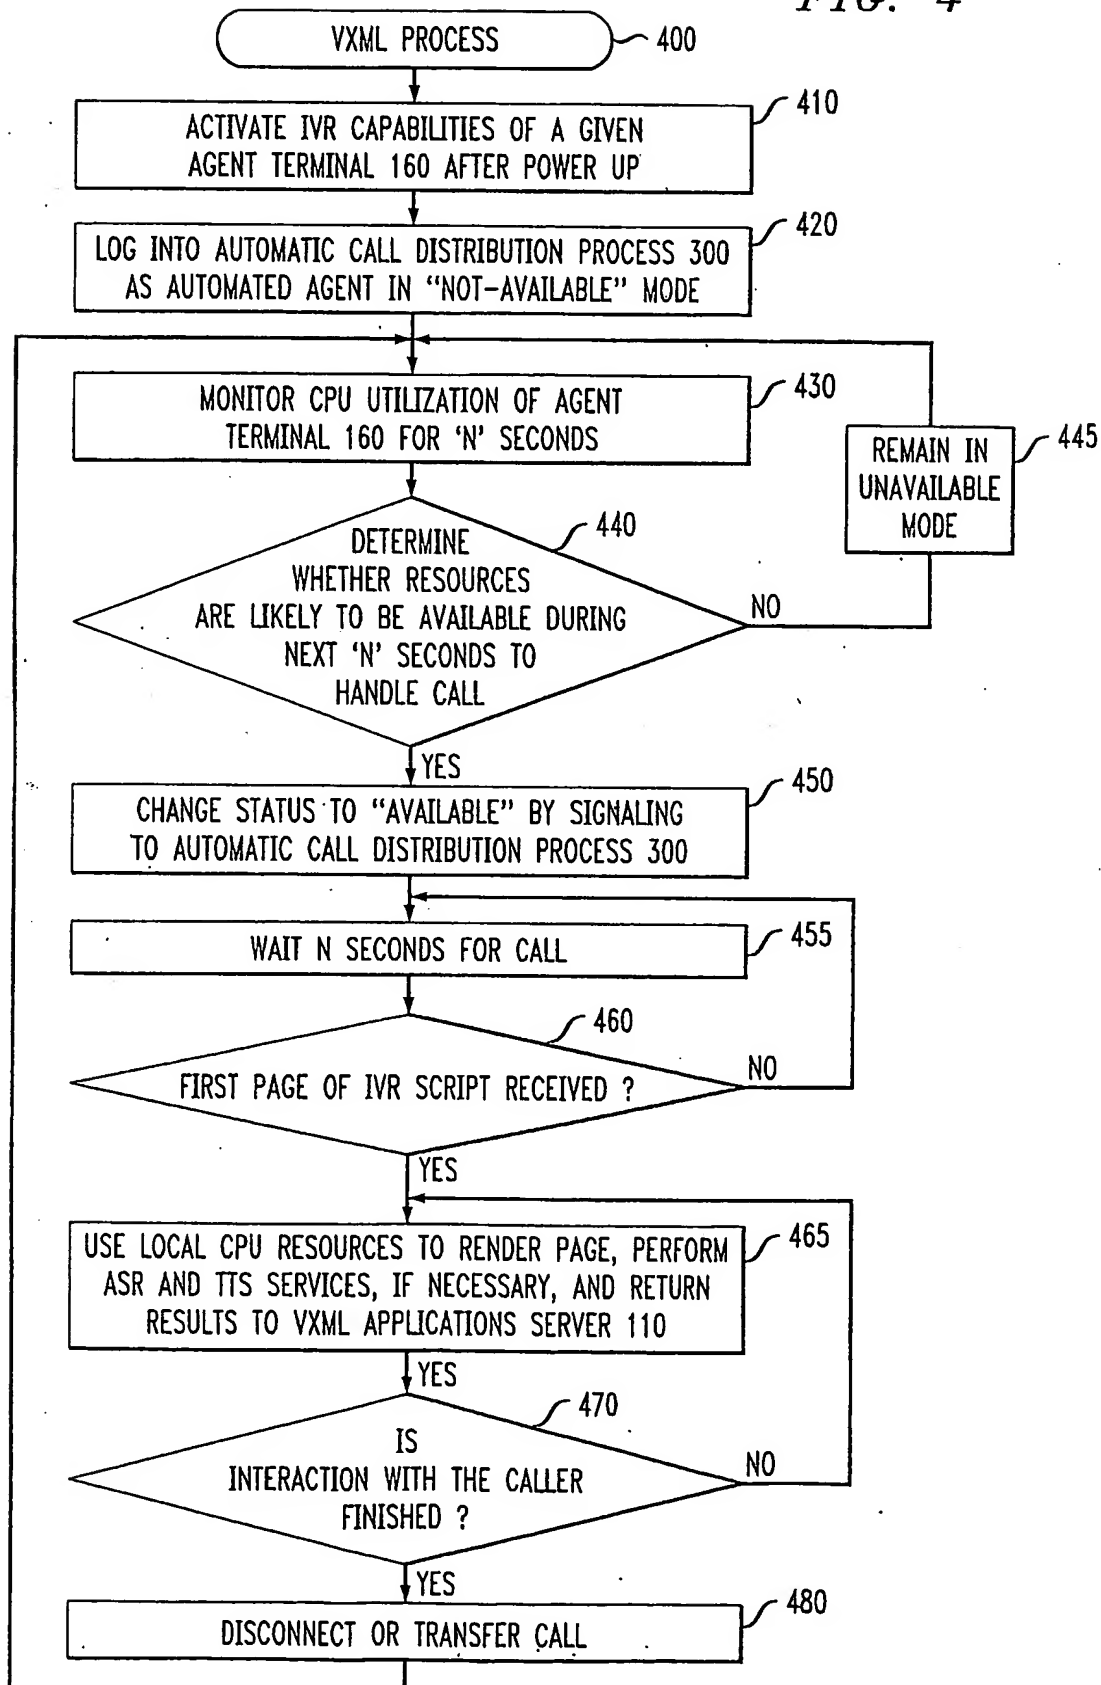 FIG. 4
VXML PROCESS
400
410
ACTIVATE IVR CAPABILITIES OF A GIVEN
AGENT TERMINAL 160 AFTER POWER UP
420
LOG INTO AUTOMATIC CALL DISTRIBUTION PROCESS 300
AS AUTOMATED AGENT IN “NOT-AVAILABLE” MODE
430
MONITOR CPU UTILIZATION OF AGENT
TERMINAL 160 FOR ‘N’ SECONDS
445
REMAIN IN
UNAVAILABLE
MODE
440
DETERMINE
WHETHER RESOURCES
ARE LIKELY TO BE AVAILABLE DURING
NEXT ‘N’ SECONDS TO
HANDLE CALL
NO
YES
450
CHANGE STATUS TO “AVAILABLE” BY SIGNALING
TO AUTOMATIC CALL DISTRIBUTION PROCESS 300
455
WAIT N SECONDS FOR CALL
460
FIRST PAGE OF IVR SCRIPT RECEIVED ?
NO
YES
465
USE LOCAL CPU RESOURCES TO RENDER PAGE, PERFORM
ASR AND TTS SERVICES, IF NECESSARY, AND RETURN
RESULTS TO VXML APPLICATIONS SERVER 110
YES
470
IS
INTERACTION WITH THE CALLER
FINISHED ?
NO
YES
480
DISCONNECT OR TRANSFER CALL